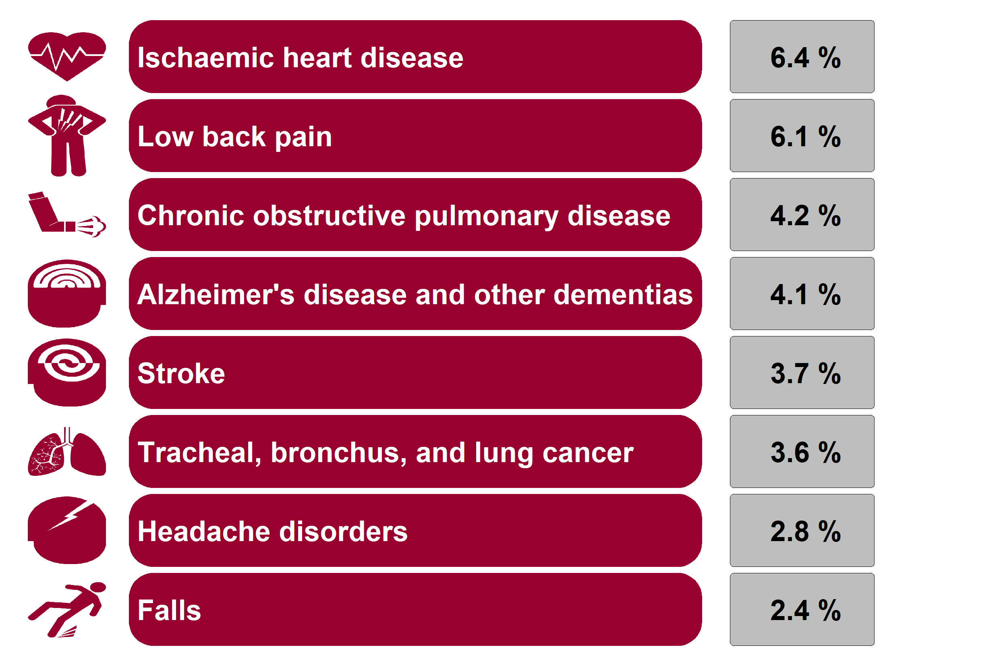 Ischaemic heart disease 6.4 %
Low back pain 6.1 %
Chronic obstructive pulmonary disease 4.2 %
Alzheimer's disease and other dementias 4.1 %
Stroke 3.7 %
Tracheal, bronchus, and lung cancer 3.6 %
Headache disorders 2.8 %
Falls 2.4 %